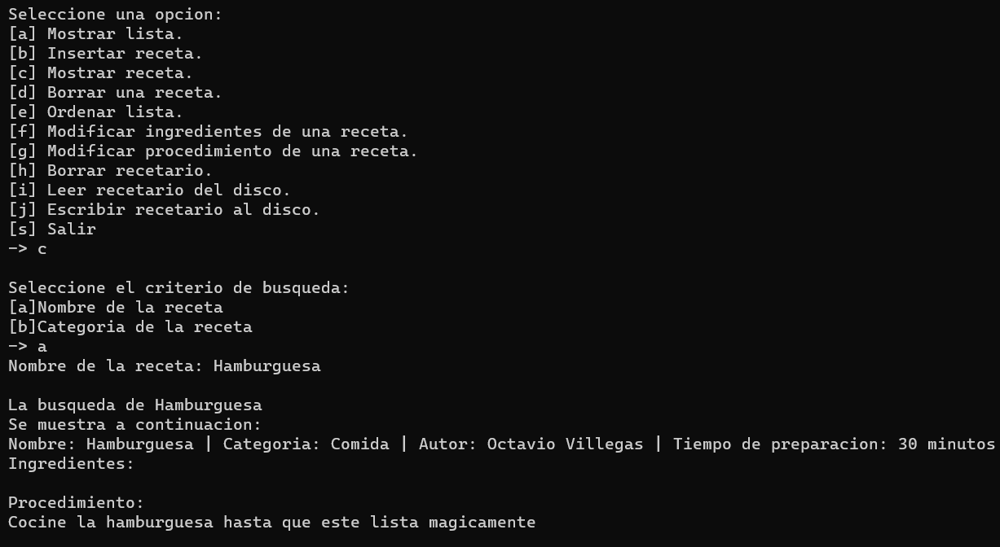 Seleccione una opcion:
[a] Mostrar lista.
[b] Insertar receta.
[c] Mostrar receta.
[d] Borrar una receta.
[e] Ordenar lista.
[f] Modificar ingredientes de una receta.
[g] Modificar procedimiento de una receta.
[h] Borrar recetario.
[i] Leer recetario del disco.
[j] Escribir recetario al disco.
[s] Salir
-> c
Seleccione el criterio de busqueda:
[a]Nombre de la receta
[b]Categoria de la receta
-> a
Nombre de la receta: Hamburguesa
La busqueda de Hamburguesa
Se muestra a continuacion:
Nombre: Hamburguesa | Categoria: Comida | Autor: Octavio Villegas | Tiempo de preparacion: 30 minutos
Ingredientes:
Procedimiento:
Cocine la hamburguesa hasta que este lista magicamente